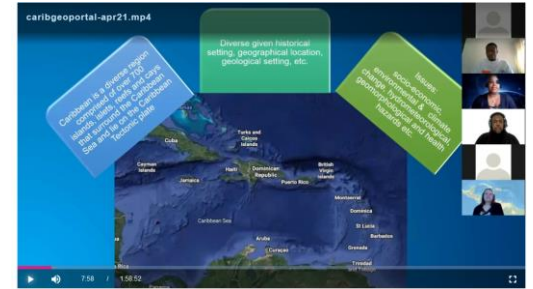 caribgeoportal-apr21.mp4
Caribbean is a diverse region
comprised of over 700
islands, islets, reefs and cays
that surround the Caribbean
Sea and lie on the Caribbean
Tectonic plate
Diverse given historical
setting, geographical location,
geological setting, etc.
Issues:
socio-economic,
environmental & climate
change, hydrometeorological,
geomorphological and health
hazards etc
Cuba
Turks and
Caicos
Islands
Cayman
Islands
Haiti
Dominican
Republic
British
Virgin
Islands
Jamaica
Puerto Rico
Montserrat
Dominica
Caribbean Sea
St Lucia
Barbados
Aruba
Curacao
Grenada
Trinidad
and Tobago
Panama
7:58 / 1:58:52